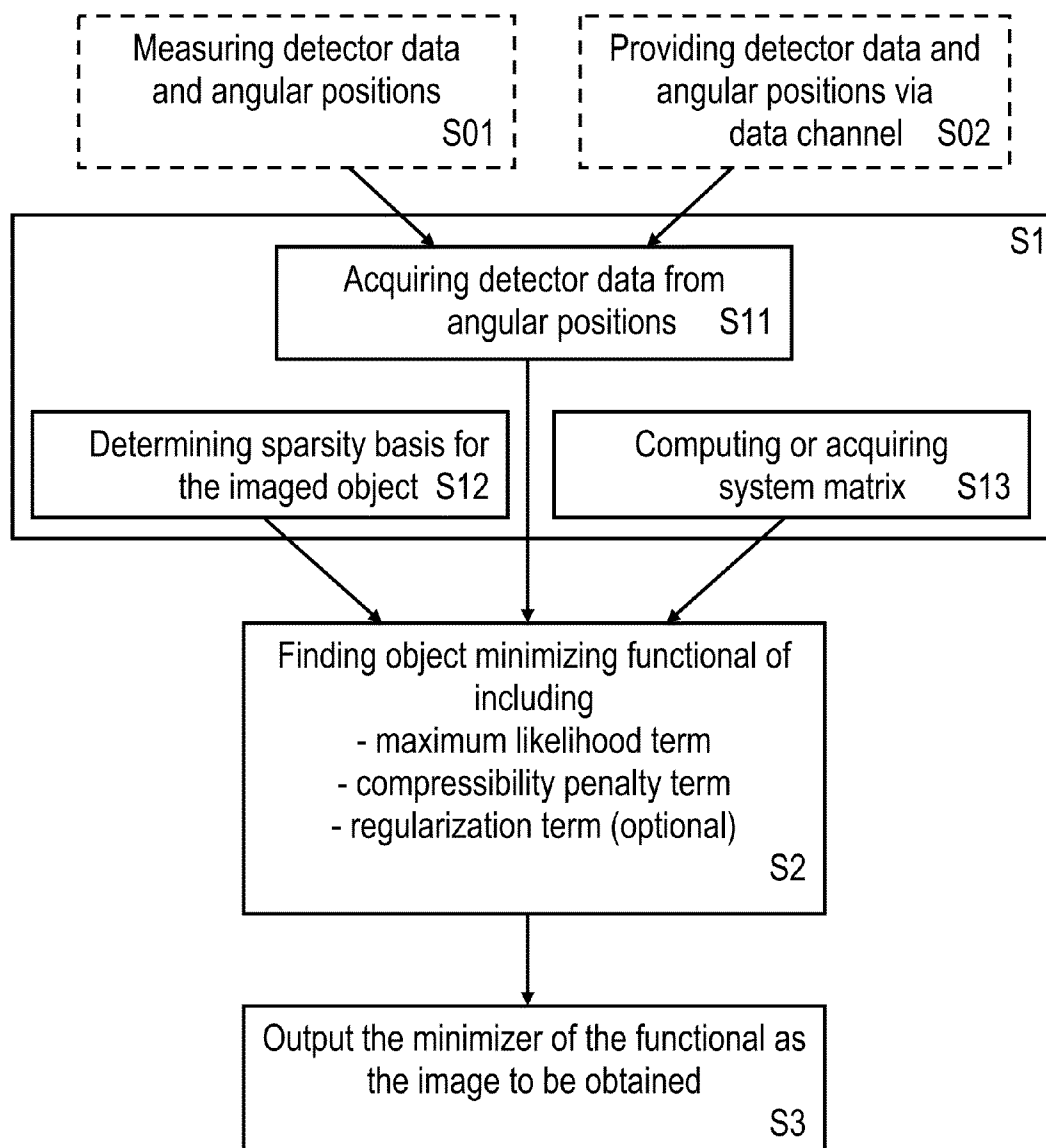 Measuring detector data
and angular positions
S01
Providing detector data and
angular positions via
data channel S02
S1
Acquiring detector data from
angular positions S11
Determining sparsity basis for
the imaged object S12
Computing or acquiring
system matrix S13
Finding object minimizing functional of
including
- maximum likelihood term
- compressibility penalty term
- regularization term (optional)
S2
Output the minimizer of the functional as
the image to be obtained
S3